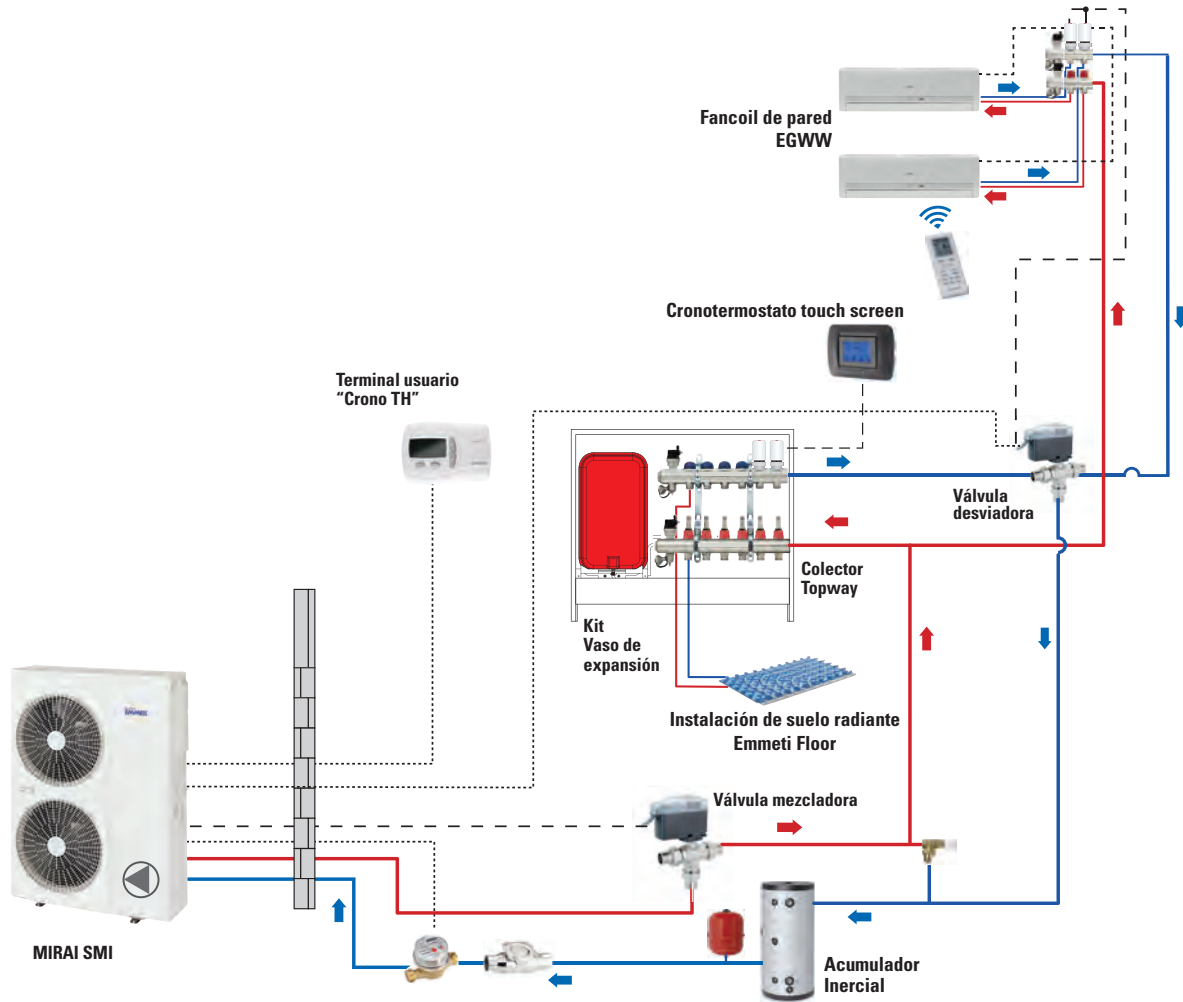 Fancoil de pared
EGWW
Cronotermostato touch screen
Terminal usuario
“Crono TH”
Válvula
desviadora
Colector
Topway
Kit
Vaso de
expansión
Instalación de suelo radiante
Emmeti Floor
Válvula mezcladora
MIRAI SMI
Acumulador
Inercial